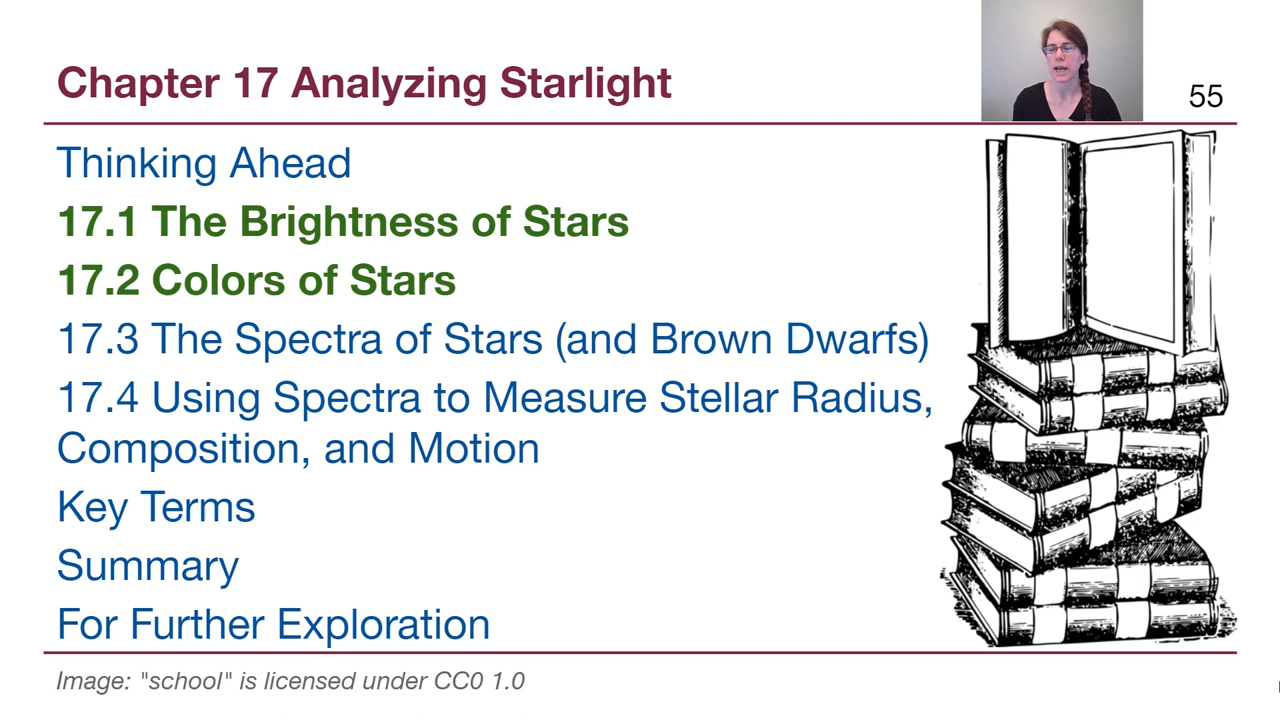 Chapter 17 Analyzing Starlight
55
Thinking Ahead
17.1 The Brightness of Stars
17.2 Colors of Stars
17.3 The Spectra of Stars (and Brown Dwarfs)
17.4 Using Spectra to Measure Stellar Radius,
Composition, and Motion
Key Terms
Summary
For Further Exploration
Image: "school" is licensed under CC0 1.0